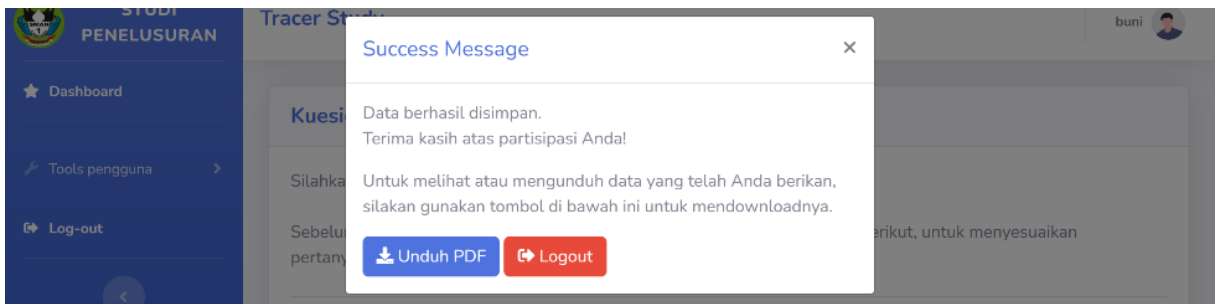 STUDI
PENELUSURAN
Tracer Study
buni
Success Message
×
Dashboard
Kuesi
Data berhasil disimpan.
Terima kasih atas partisipasi Anda!
Tools pengguna
Silahka
Untuk melihat atau mengunduh data yang telah Anda berikan,
silakan gunakan tombol di bawah ini untuk mendownloadnya.
Log-out
Sebelu
erikut, untuk menyesuaikan
pertany
Unduh PDF
Logout